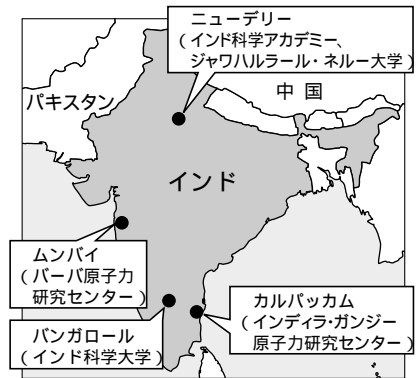 ニューデリー
（インド科学アカデミー、
ジャワハルラール・ネルー大学）
パキスタン
中国
インド
ムンバイ
（バーバ原子力
研究センター）
バンガロール
（インド科学大学）
カルパッカム
（インディラ・ガンジー
原子力研究センター）